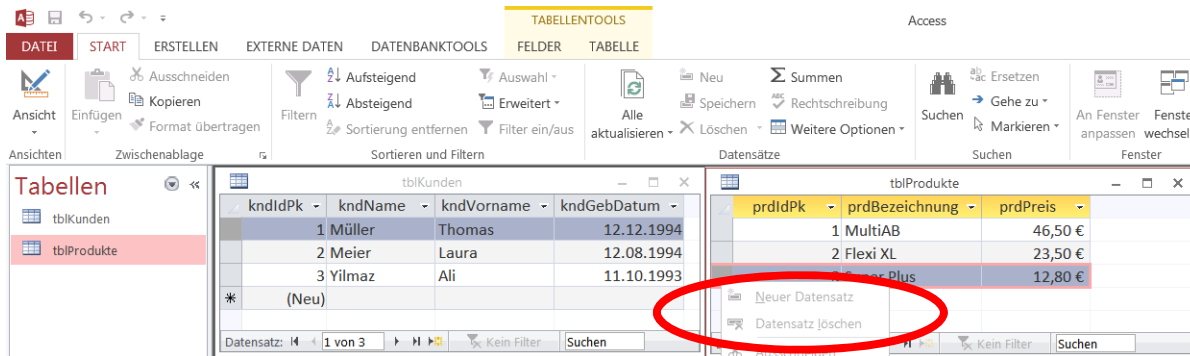 TABELLENTOOLS
Access
DATEI START ERSTELLEN EXTERNE DATEN DATENBANKTOOLS FELDER TABELLE
Ansicht
Ansichten
Einfügen
Ausschneiden
Kopieren
Format übertragen
Zwischenablage
Filtern
Aufsteigend
Absteigend
Sortierung entfernen
Auswahl
Erweitert
Filter ein/aus
Sortieren und Filtern
Alle
aktualisieren
Neu
Speichern
Löschen
Summen
Rechtschreibung
Weitere Optionen
Datensätze
Suchen
Ersetzen
Gehe zu
Markieren
Suchen
An Fenster
anpassen
Fenste
wechsel
Fenster
Tabellen
tblKunden
tblProdukte
tblKunden
kndIdPk kndName kndVorname kndGebDatum
1 Müller Thomas 12.12.1994
2 Meier Laura 12.08.1994
3 Yilmaz Ali 11.10.1993
(Neu)
Datensatz: 1 von 3 Kein Filter Suchen
tblProdukte
prdIdPk prdBezeichnung prdPreis
1 MultiAB 46,50 €
2 Flexi XL 23,50 €
Super Plus 12,80 €
Neuer Datensatz
Datensatz löschen
Kein Filter Suchen